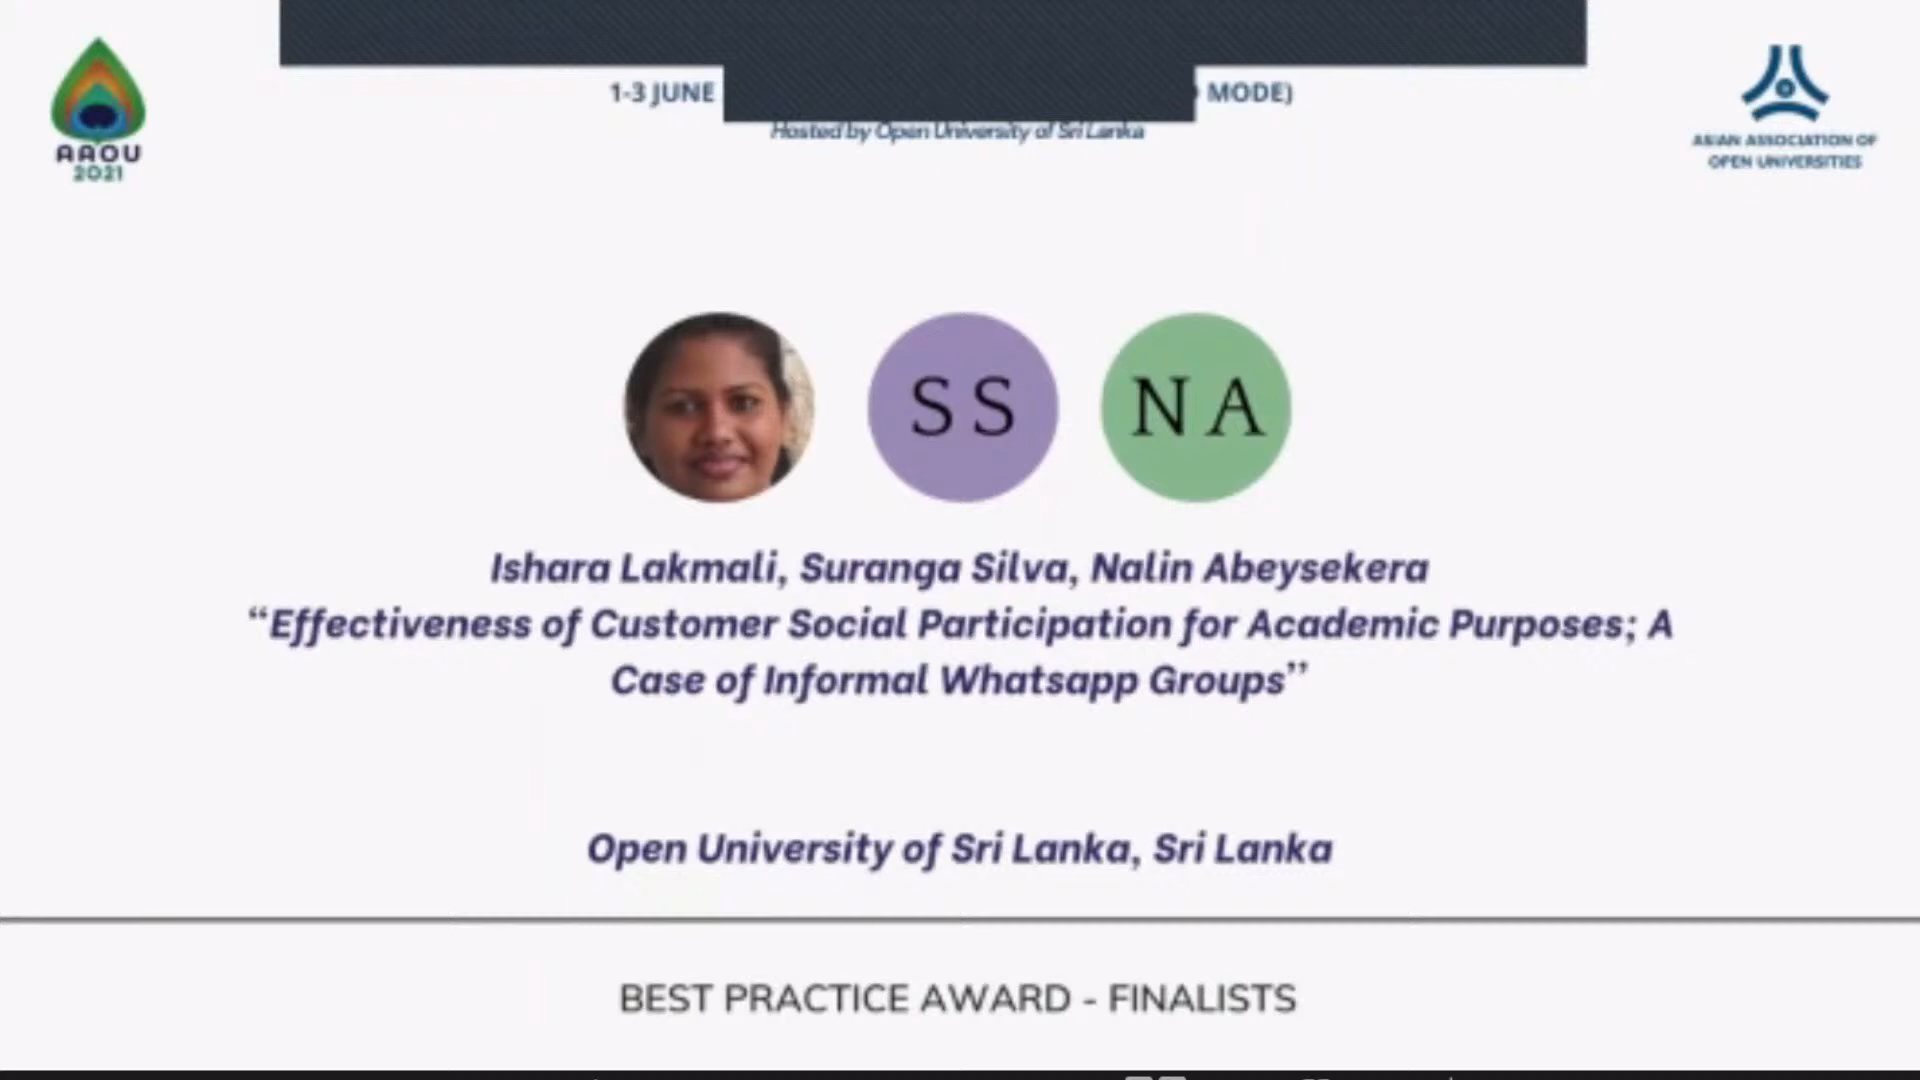 1-3 JUNE MODE)
Hosted by Open University of Sri Lanka
AAOU
2021
ASIAN ASSOCIATION OF
OPEN UNIVERSITIES
S S
N A
Ishara Lakmali, Suranga Silva, Nalin Abeysekera
“Effectiveness of Customer Social Participation for Academic Purposes; A
Case of Informal Whatsapp Groups”
Open University of Sri Lanka, Sri Lanka
BEST PRACTICE AWARD - FINALISTS